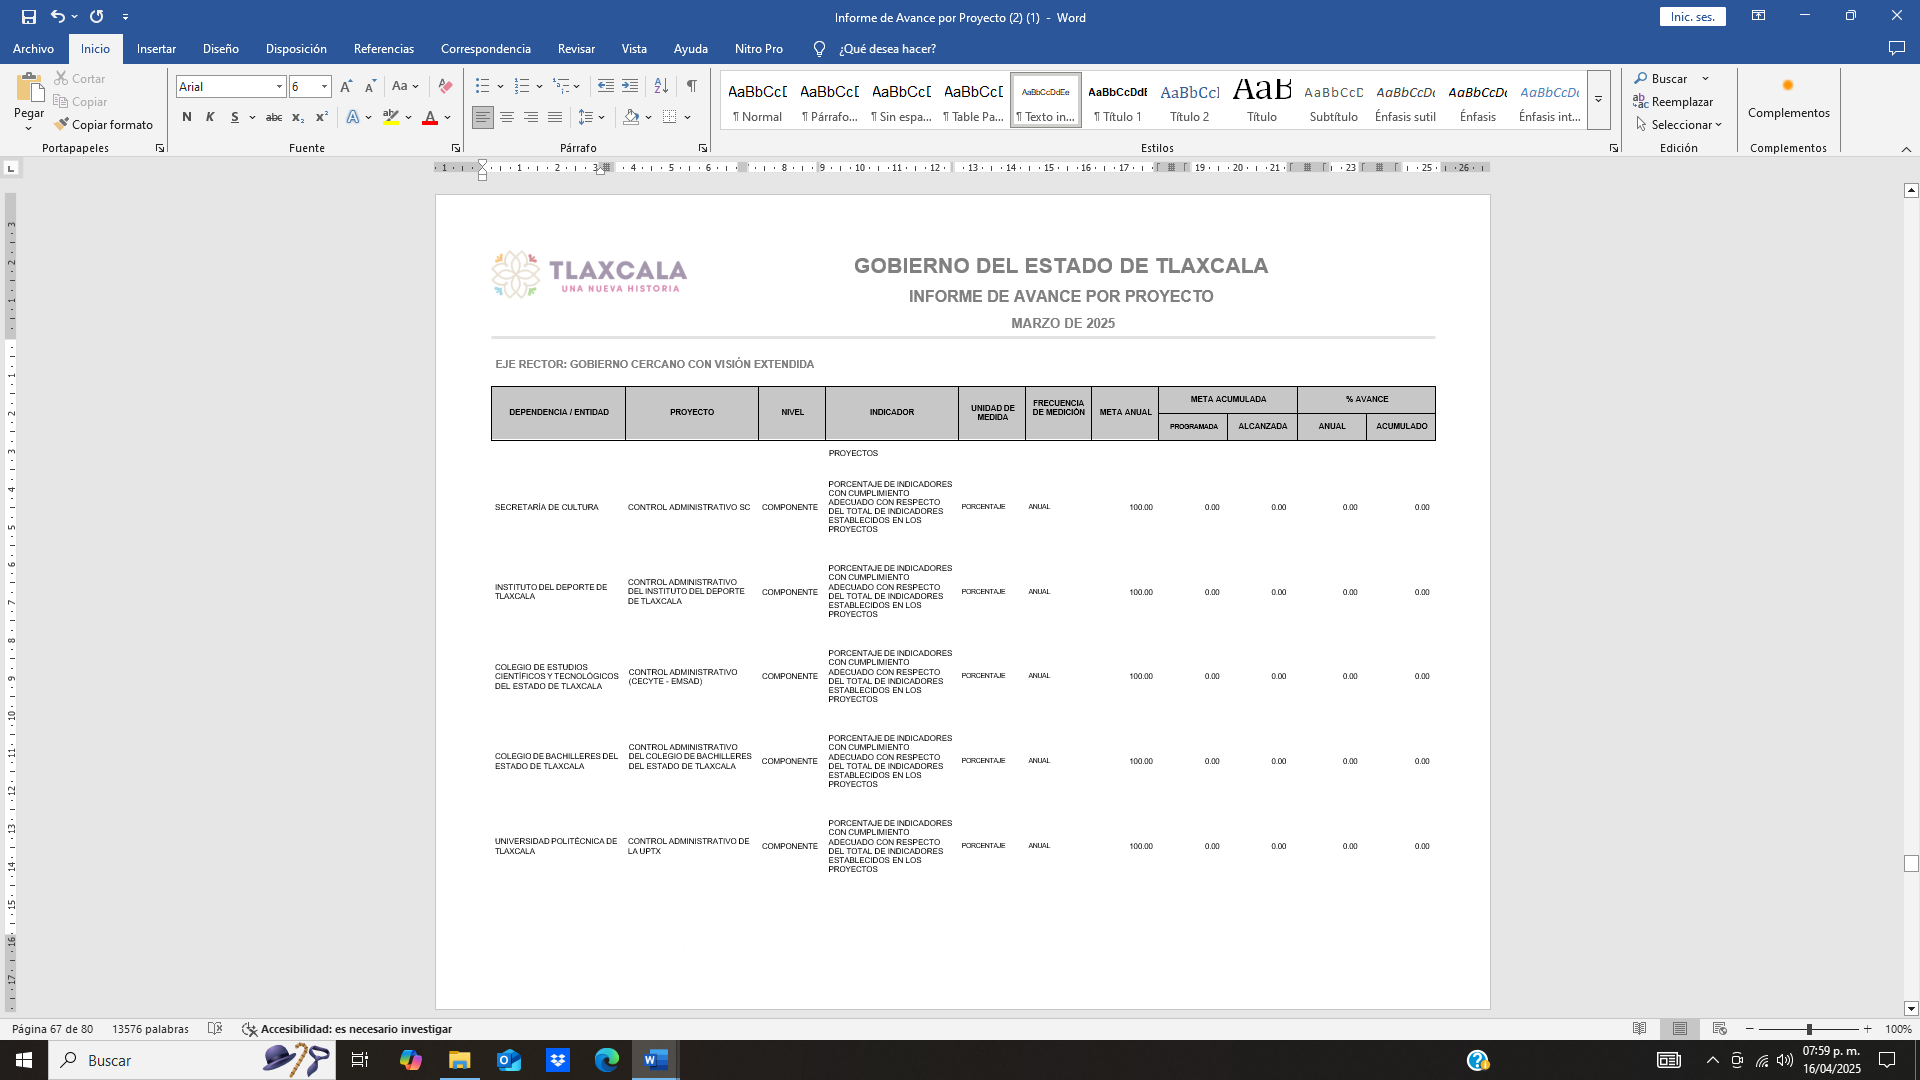 Informe de Avance por Proyecto (2) (1) - Word
Inic. ses.
Archivo Inicio Insertar Diseño Disposición Referencias Correspondencia Revisar Vista Ayuda Nitro Pro ¿Qué desea hacer?
Pegar
Cortar
Copiar
Copiar formato
Portapapeles
Arial 6
Fuente
Párrafo
AaBbCcI AaBbCcI AaBbCcI AaBbCcI AaBbCcDdEe AaBbCcDdE AaBbCcI AaB AaBbCcD AaBbCcDc AaBbCcDc AaBbCcDc
¶ Normal ¶ Párrafo... ¶ Sin espa... ¶ Table Pa... ¶ Texto in... ¶ Título 1 Título 2 Título Subtítulo Énfasis sutil Énfasis Énfasis int...
Estilos
Buscar
Reemplazar
Seleccionar
Edición
Complementos
Complementos
TLAXCALA
UNA NUEVA HISTORIA
GOBIERNO DEL ESTADO DE TLAXCALA
INFORME DE AVANCE POR PROYECTO
MARZO DE 2025
EJE RECTOR: GOBIERNO CERCANO CON VISIÓN EXTENDIDA
DEPENDENCIA / ENTIDAD PROYECTO NIVEL INDICADOR UNIDAD DE MEDIDA FRECUENCIA DE MEDICIÓN META ANUAL META ACUMULADA % AVANCE
PROGRAMADA ALCANZADA ANUAL ACUMULADO
PROYECTOS
SECRETARÍA DE CULTURA CONTROL ADMINISTRATIVO SC COMPONENTE
PORCENTAJE DE INDICADORES
CON CUMPLIMIENTO
ADECUADO CON RESPECTO
DEL TOTAL DE INDICADORES
ESTABLECIDOS EN LOS
PROYECTOS
PORCENTAJE ANUAL 100.00 0.00 0.00 0.00 0.00
INSTITUTO DEL DEPORTE DE
TLAXCALA
CONTROL ADMINISTRATIVO
DEL INSTITUTO DEL DEPORTE
DE TLAXCALA
COMPONENTE
PORCENTAJE DE INDICADORES
CON CUMPLIMIENTO
ADECUADO CON RESPECTO
DEL TOTAL DE INDICADORES
ESTABLECIDOS EN LOS
PROYECTOS
PORCENTAJE ANUAL 100.00 0.00 0.00 0.00 0.00
COLEGIO DE ESTUDIOS
CIENTÍFICOS Y TECNOLÓGICOS
DEL ESTADO DE TLAXCALA
CONTROL ADMINISTRATIVO
(CECYTE - EMSAD)
COMPONENTE
PORCENTAJE DE INDICADORES
CON CUMPLIMIENTO
ADECUADO CON RESPECTO
DEL TOTAL DE INDICADORES
ESTABLECIDOS EN LOS
PROYECTOS
PORCENTAJE ANUAL 100.00 0.00 0.00 0.00 0.00
COLEGIO DE BACHILLERES DEL
ESTADO DE TLAXCALA
CONTROL ADMINISTRATIVO
DEL COLEGIO DE BACHILLERES
DEL ESTADO DE TLAXCALA
COMPONENTE
PORCENTAJE DE INDICADORES
CON CUMPLIMIENTO
ADECUADO CON RESPECTO
DEL TOTAL DE INDICADORES
ESTABLECIDOS EN LOS
PROYECTOS
PORCENTAJE ANUAL 100.00 0.00 0.00 0.00 0.00
UNIVERSIDAD POLITÉCNICA DE
TLAXCALA
CONTROL ADMINISTRATIVO DE
LA UPTX
COMPONENTE
PORCENTAJE DE INDICADORES
CON CUMPLIMIENTO
ADECUADO CON RESPECTO
DEL TOTAL DE INDICADORES
ESTABLECIDOS EN LOS
PROYECTOS
PORCENTAJE ANUAL 100.00 0.00 0.00 0.00 0.00
Página 67 de 80 13576 palabras Accesibilidad: es necesario investigar 100%
Buscar
07:59 p. m.
16/04/2025